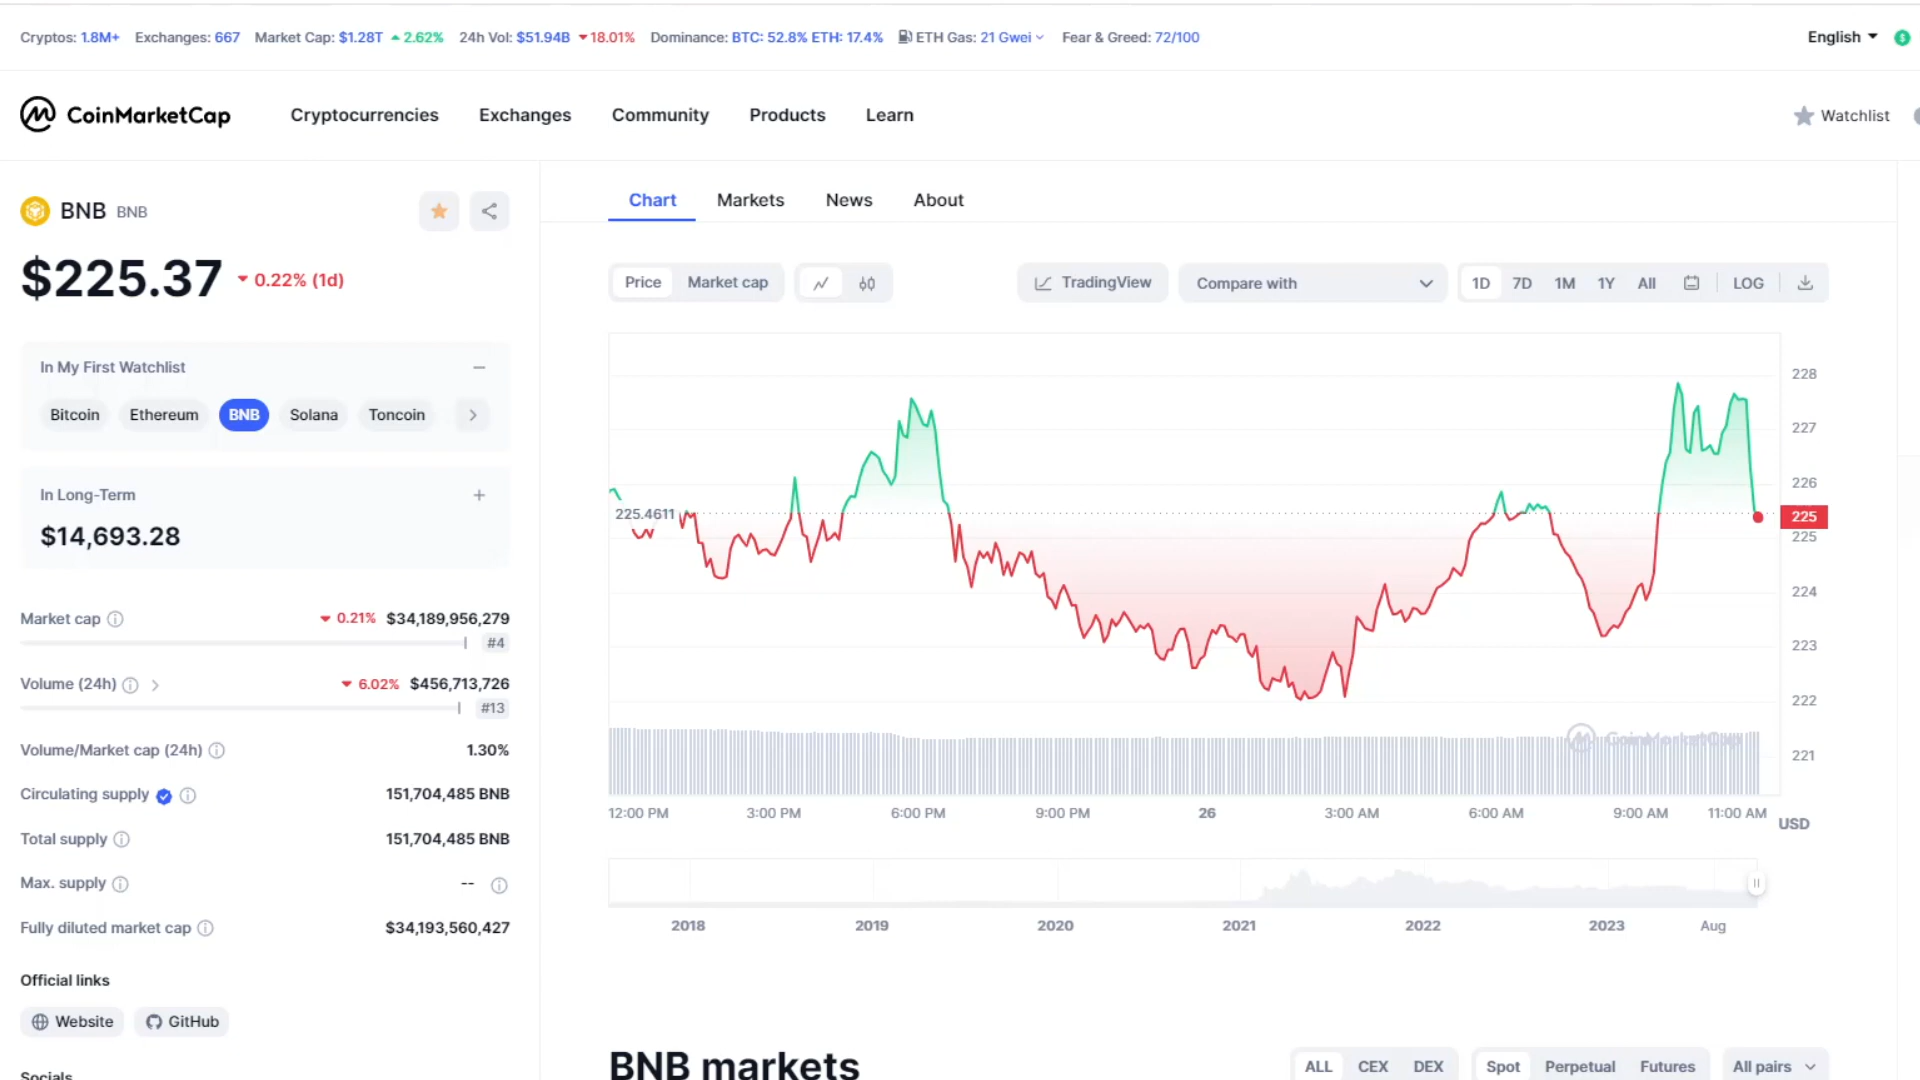 Cryptos: 1.8M+ Exchanges: 667 Market Cap: $1.28T 2.62% 24h Vol: $51.94B 18.01% Dominance: BTC: 52.8% ETH: 17.4% ETH Gas: 21 Gwei Fear & Greed: 72/100 English
CoinMarketCap Cryptocurrencies Exchanges Community Products Learn Watchlist
BNB BNB
$225.37 0.22% (1d)
In My First Watchlist
Bitcoin Ethereum BNB Solana Toncoin
In Long-Term
$14,693.28
Market cap 0.21% $34,189,956,279
#4
Volume (24h) 6.02% $456,713,726
#13
Volume/Market cap (24h) 1.30%
Circulating supply 151,704,485 BNB
Total supply 151,704,485 BNB
Max. supply --
Fully diluted market cap $34,193,560,427
Official links
Website GitHub
Socials
Chart Markets News About
Price Market cap TradingView Compare with 1D 7D 1M 1Y All LOG
228
227
226
225.4611
225
225
224
223
222
CoinMarketCap
221
12:00 PM 3:00 PM 6:00 PM 9:00 PM 26 3:00 AM 6:00 AM 9:00 AM 11:00 AM
USD
2018 2019 2020 2021 2022 2023 Aug
BNB markets ALL CEX DEX Spot Perpetual Futures All pairs